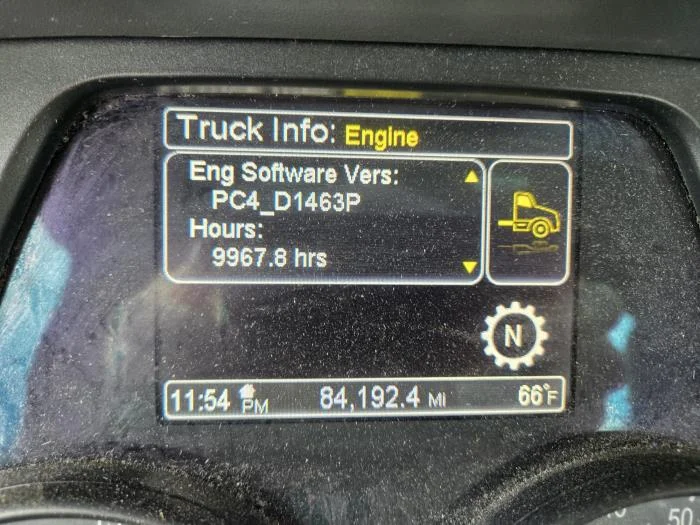 Truck Info: Engine
Eng Software Vers:
PC4_D1463P
Hours:
9967.8 hrs
N
11:54 PM 84,192.4 MI 66°F
50